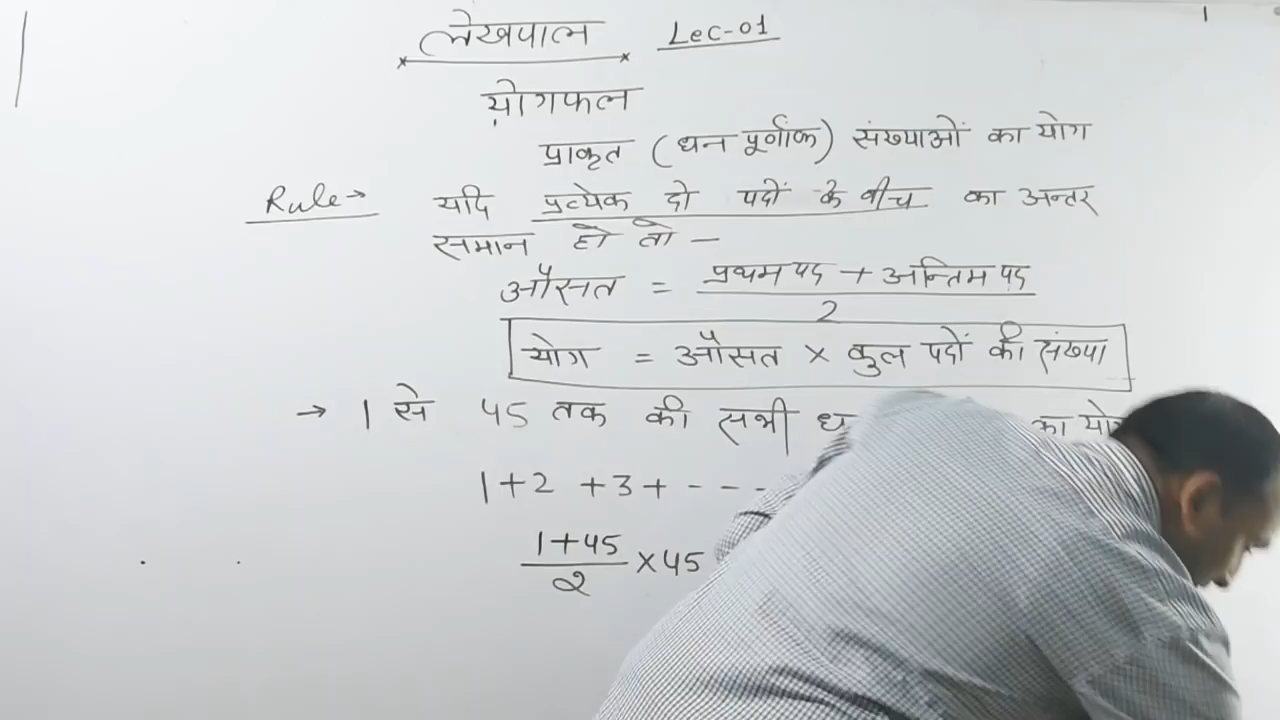 लेखपाल Lec-01
योगफल
प्राकृत (धन पूर्णांक) संख्याओं का योग
Rule→ यदि प्रत्येक दो पदों के बीच का अन्तर
समान हो तो —
औसत = प्रथम पद + अन्तिम पद / 2
योग = औसत × कुल पदों की संख्या
→ 1 से 45 तक की सभी का
1+2 +3+ ---
1+45 / 2 ×45